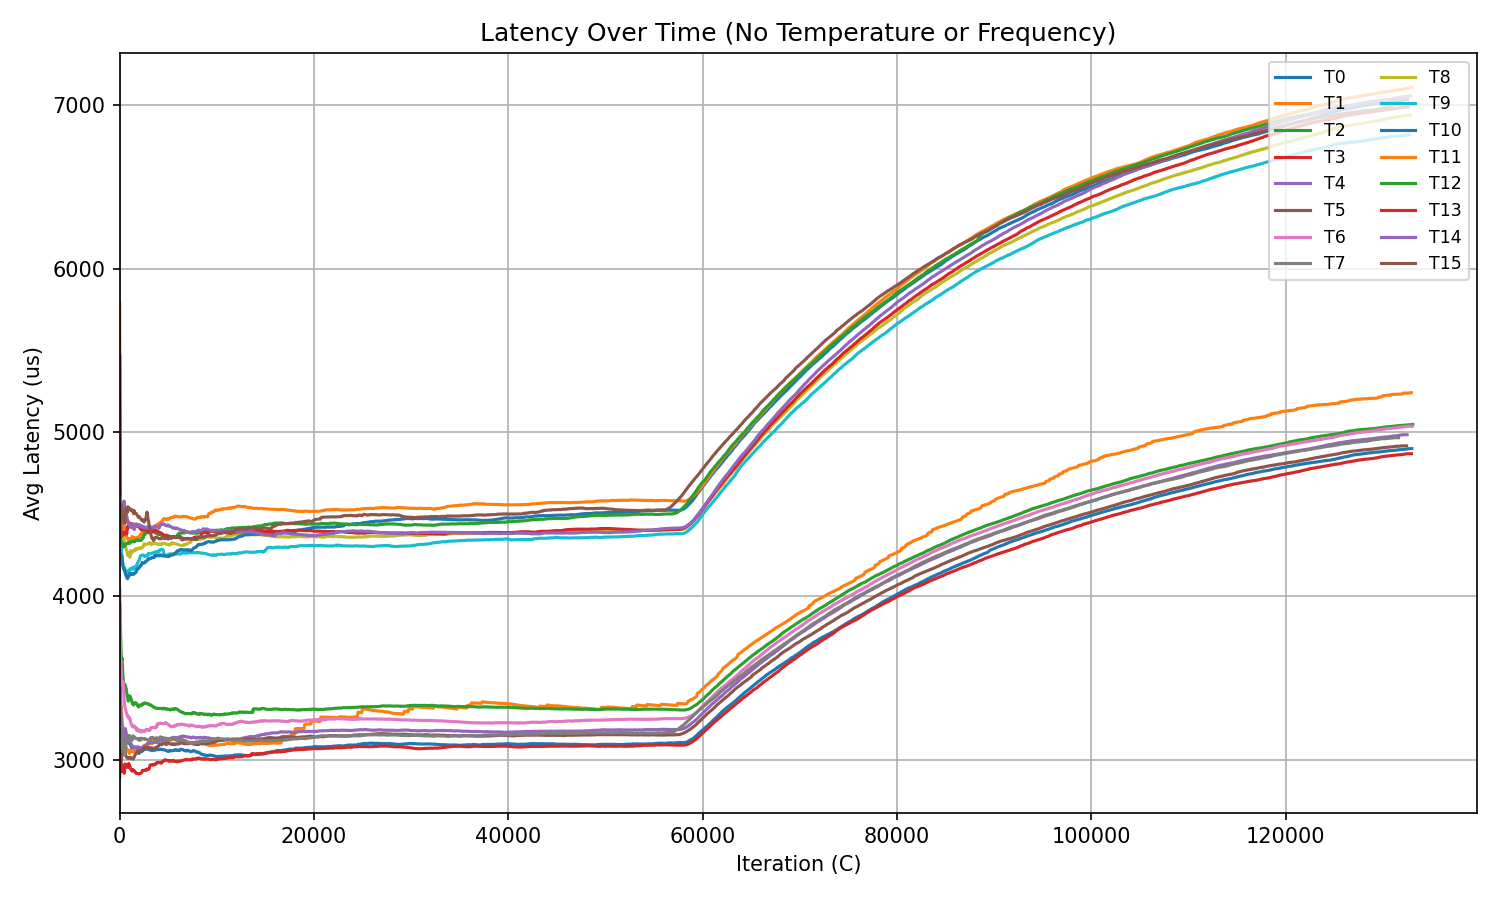 Latency Over Time (No Temperature or Frequency)
7000
6000
5000
4000
3000
Avg Latency (us)
0
20000
40000
60000
80000
100000
120000
Iteration (C)
T0
T1
T2
T3
T4
T5
T6
T7
T8
T9
T10
T11
T12
T13
T14
T15